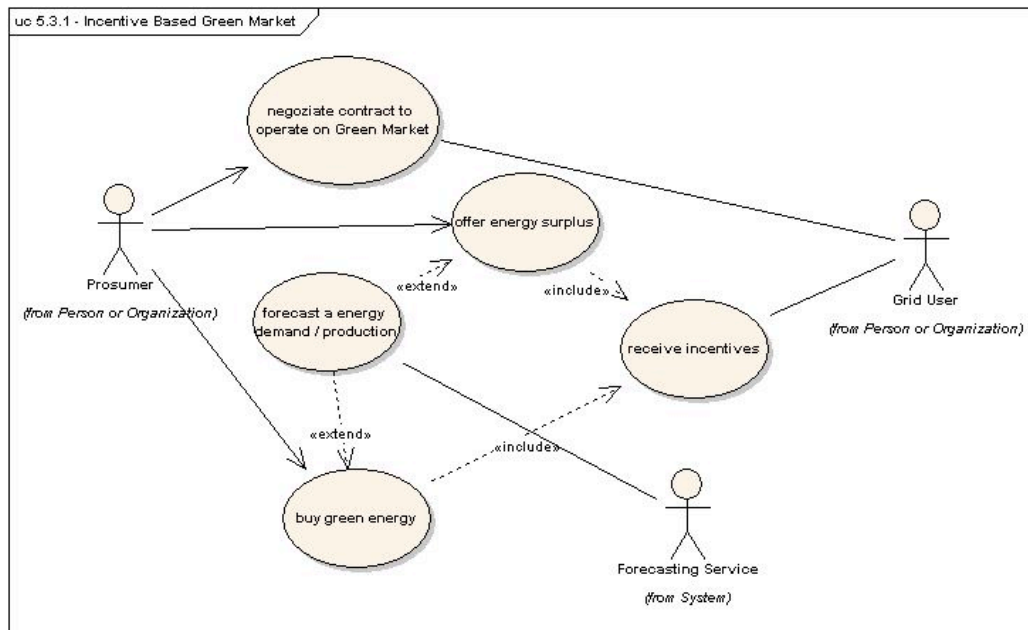 uc 5.3.1 - Incentive Based Green Market
negoziate contract to
operate on Green Market
offer energy surplus
Prosumer
(from Person or Organization)
Grid User
(from Person or Organization)
«extend»
«include»
forecast a energy
demand / production
receive incentives
«extend»
«include»
buy green energy
Forecasting Service
(from System)